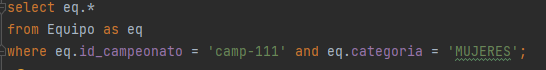 select eq.*
from Equipo as eq
where eq.id_campeonato = 'camp-111' and eq.categoria = 'MUJERES';